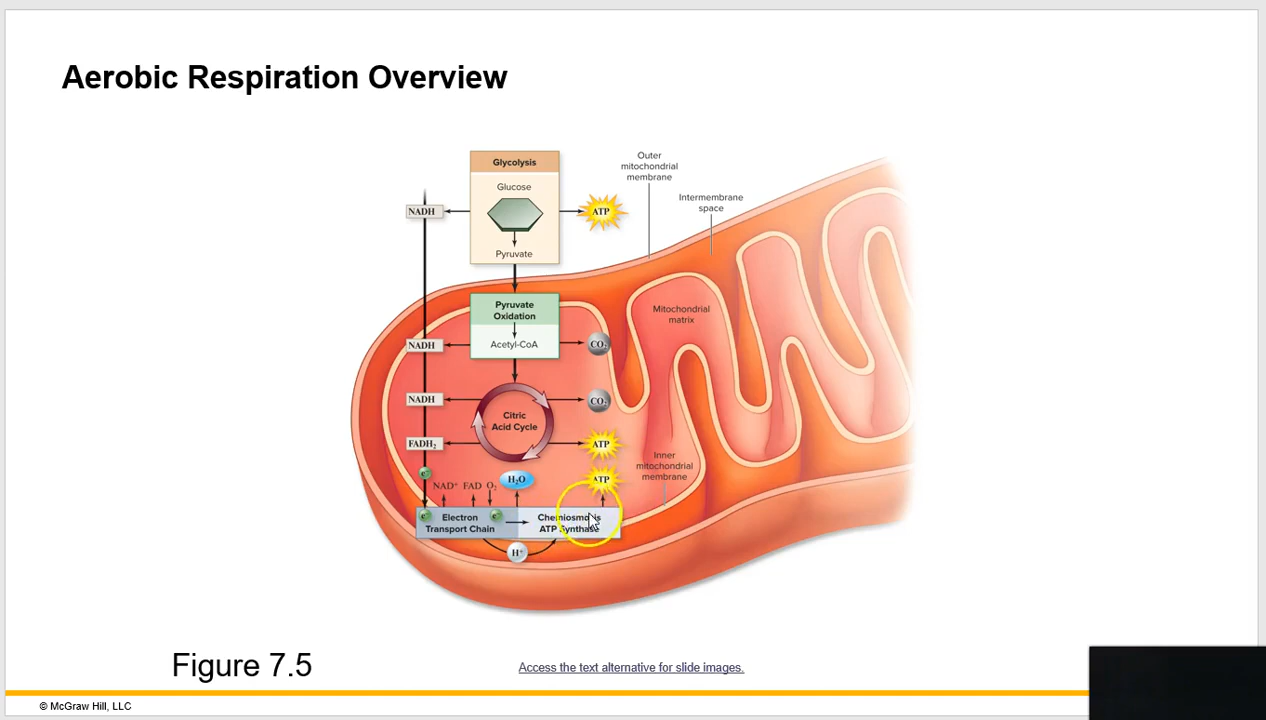 Aerobic Respiration Overview
Glycolysis
Glucose
Pyruvate
NADH
ATP
Outer
mitochondrial
membrane
Intermembrane
space
Pyruvate
Oxidation
Acetyl-CoA
NADH
CO₂
Mitochondrial
matrix
NADH
CO₂
Citric
Acid Cycle
FADH₂
ATP
Inner
mitochondrial
membrane
e⁻
NAD⁺ FAD O₂
H₂O
ATP
e⁻
Electron
Transport Chain
e⁻
Chemiosmosis
ATP Synthase
H⁺
Figure 7.5
Access the text alternative for slide images.
© McGraw Hill, LLC